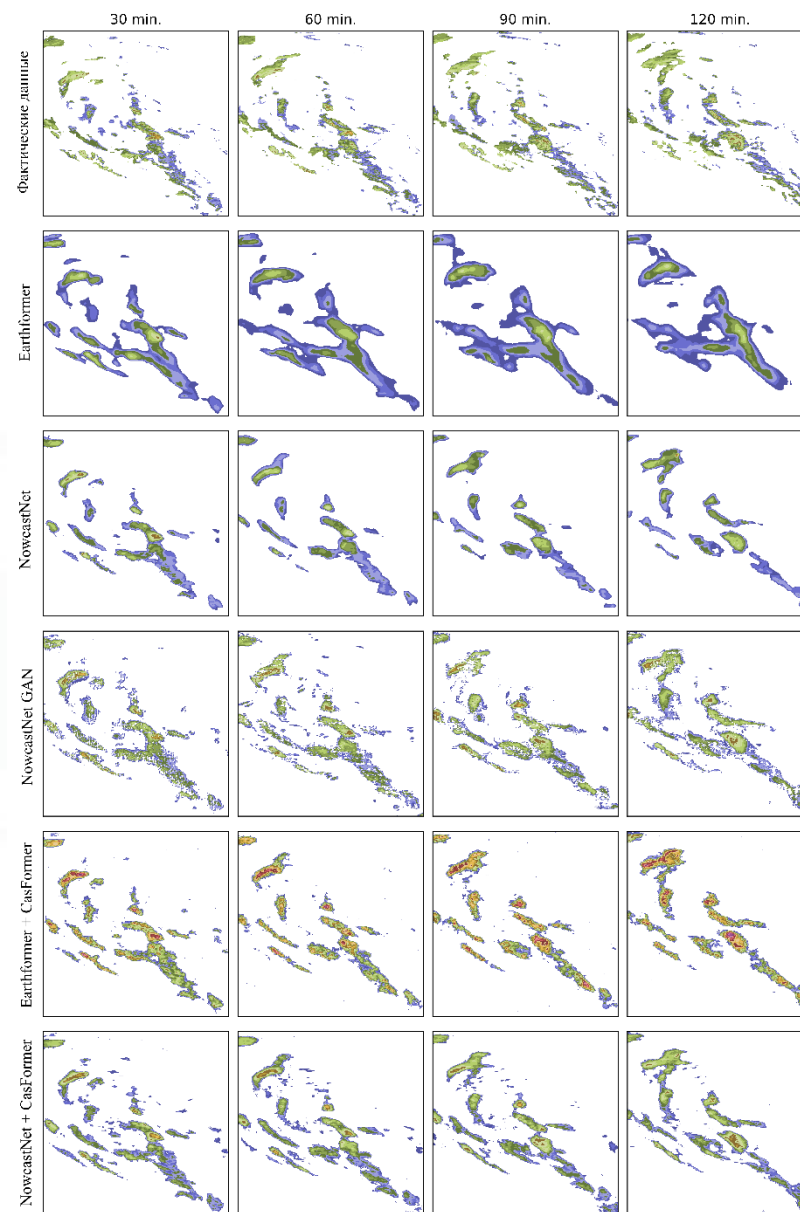 30 min.
60 min.
90 min.
120 min.
Фактические данные
Earthformer
NowcastNet
NowcastNet GAN
Earthformer + CasFormer
NowcastNet + CasFormer